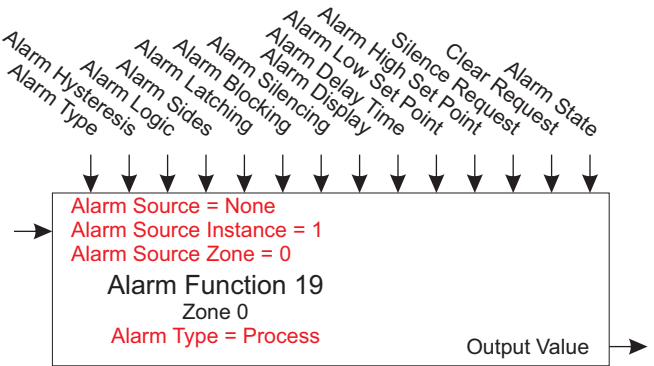 Alarm Type
Alarm Hysteresis
Alarm Logic
Alarm Sides
Alarm Latching
Alarm Blocking
Alarm Silencing
Alarm Display
Alarm Delay Time
Alarm Low Set Point
Alarm High Set Point
Silence Request
Clear Request
Alarm State
Alarm Source = None
Alarm Source Instance = 1
Alarm Source Zone = 0
Alarm Function 19
Zone 0
Alarm Type = Process
Output Value